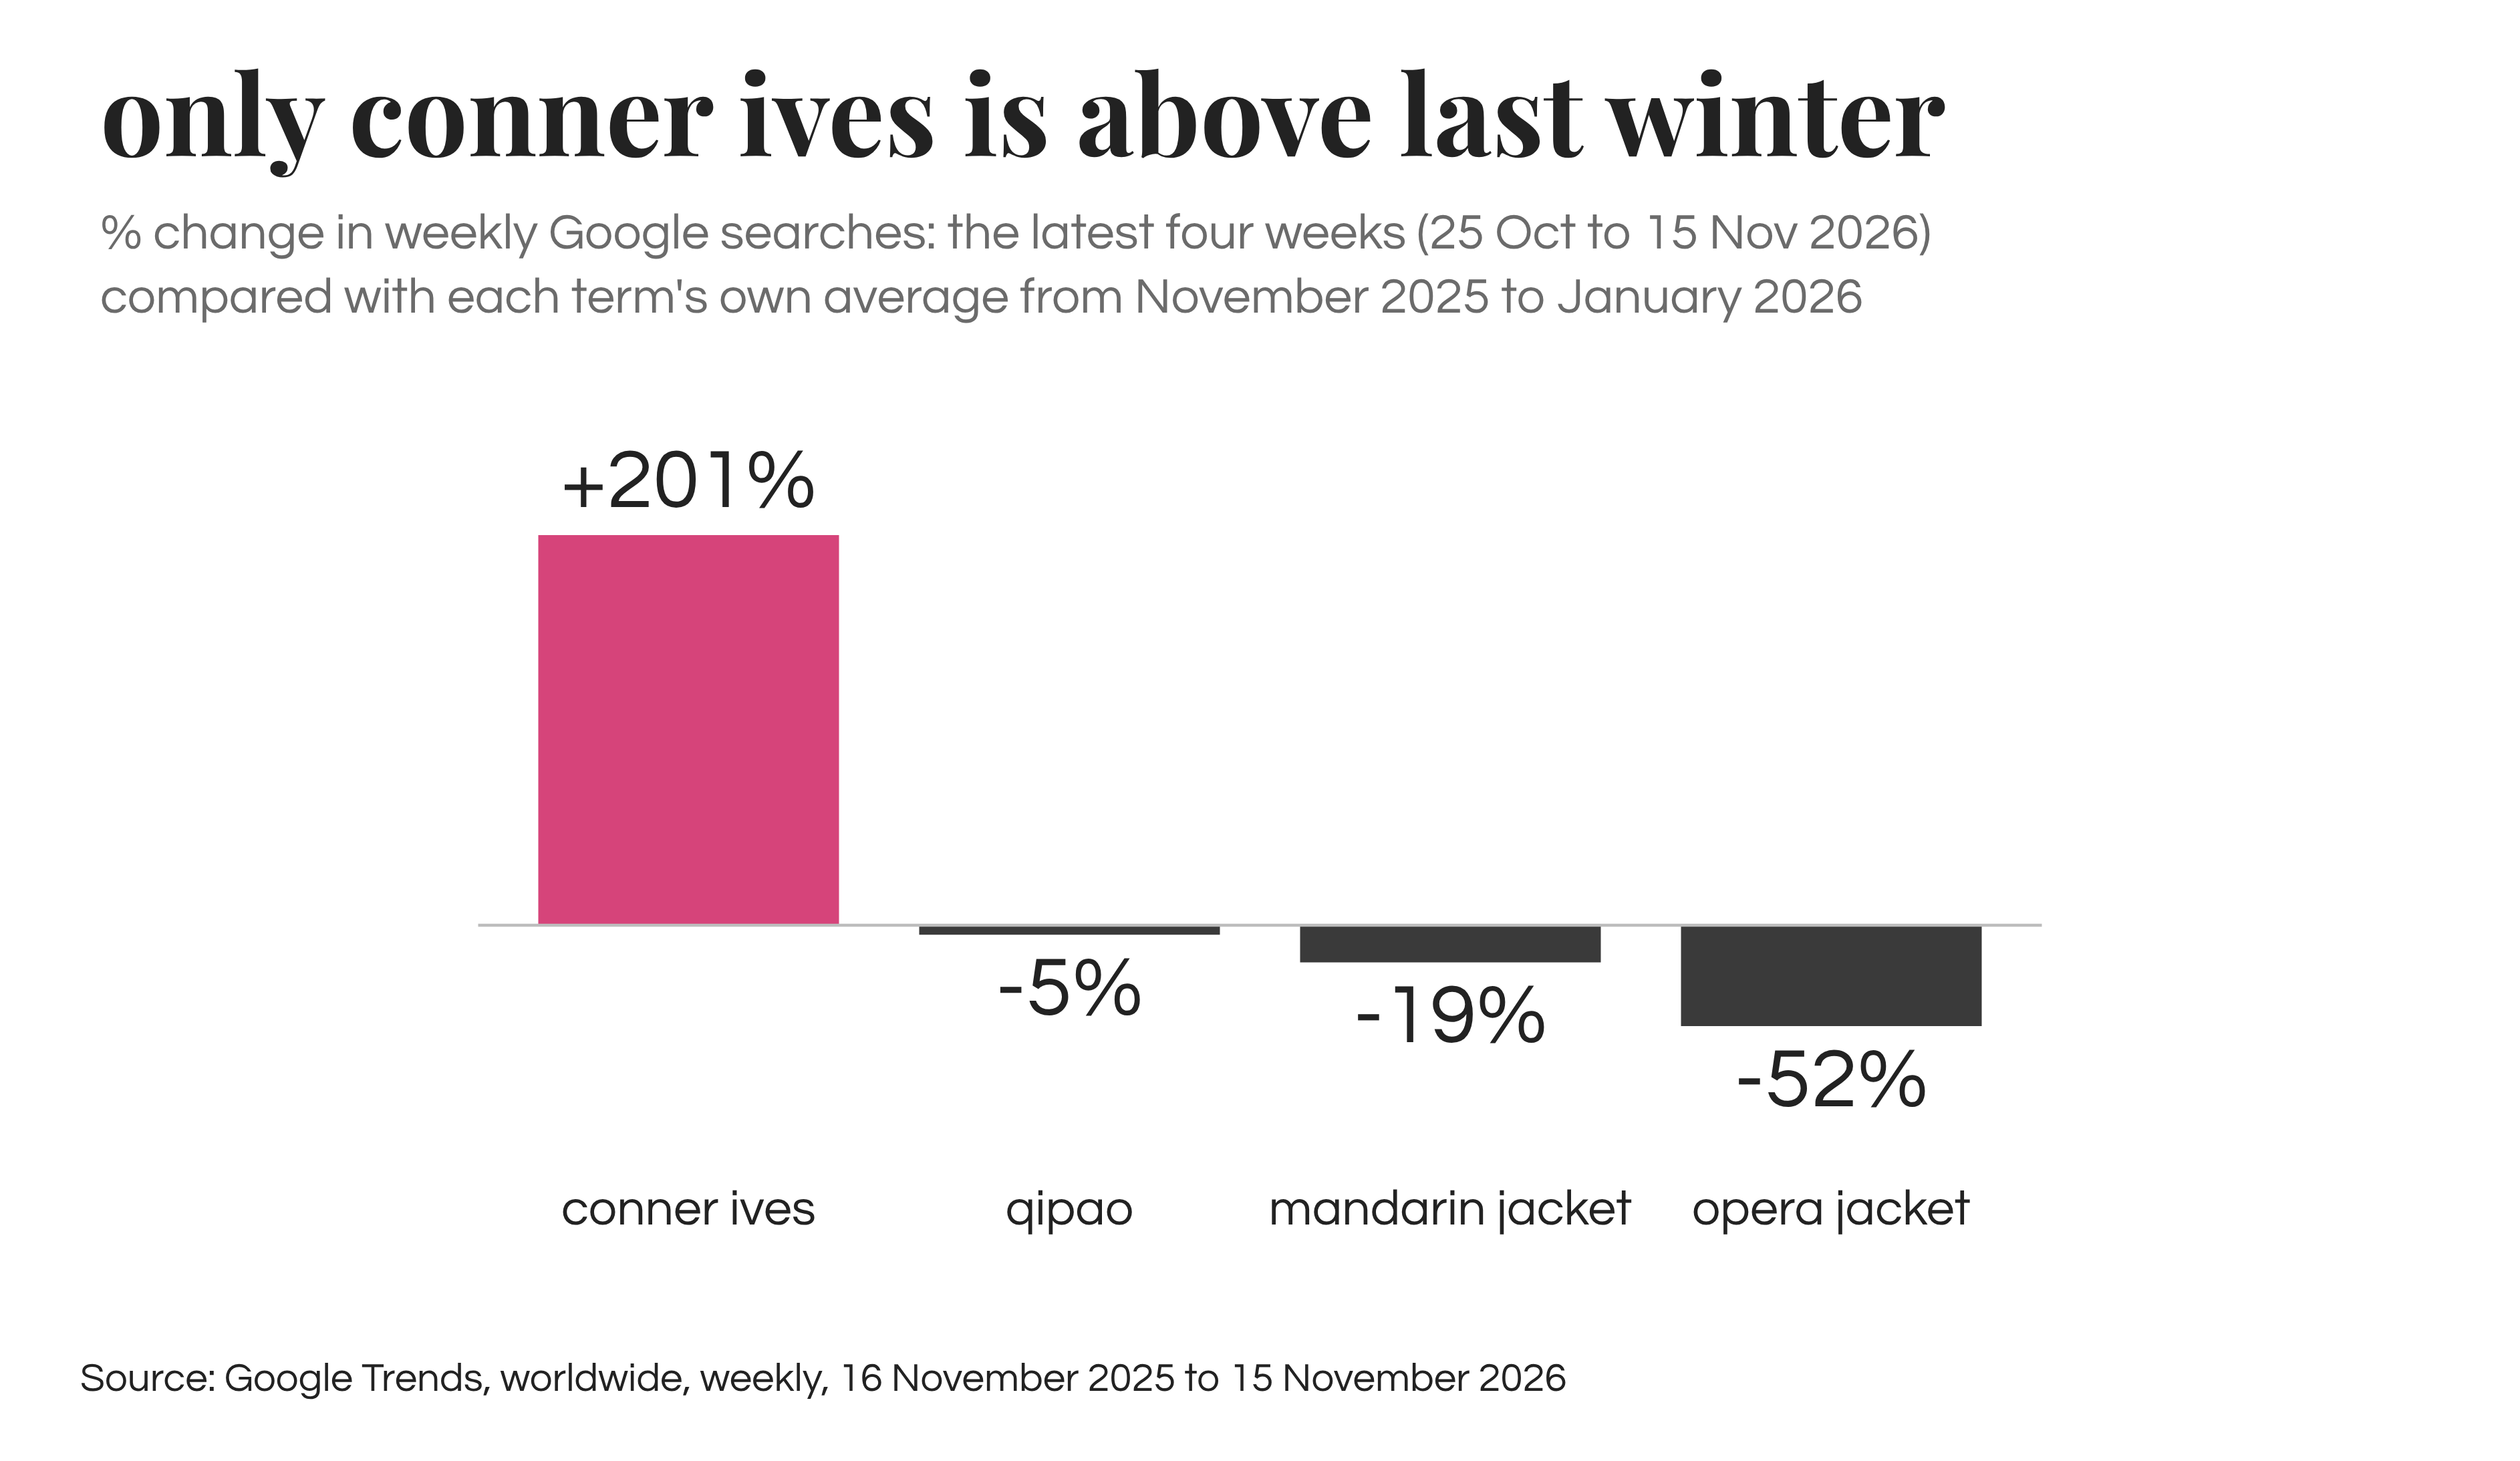 only conner ives is above last winter
% change in weekly Google searches: the latest four weeks (25 Oct to 15 Nov 2026)
compared with each term's own average from November 2025 to January 2026
+201%
-5%
-19%
-52%
conner ives
qipao
mandarin jacket
opera jacket
Source: Google Trends, worldwide, weekly, 16 November 2025 to 15 November 2026